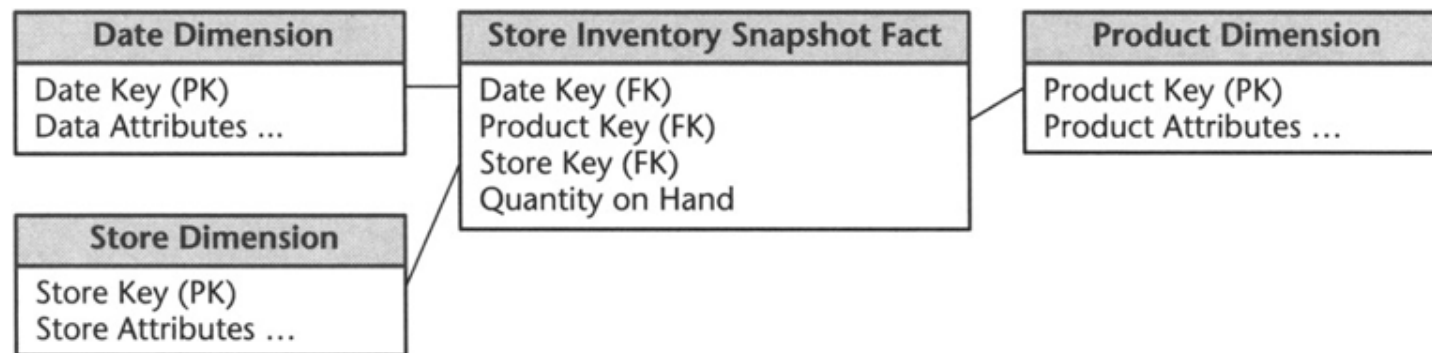 Date Dimension
Date Key (PK)
Data Attributes ...
Store Dimension
Store Key (PK)
Store Attributes ...
Store Inventory Snapshot Fact
Date Key (FK)
Product Key (FK)
Store Key (FK)
Quantity on Hand
Product Dimension
Product Key (PK)
Product Attributes ...